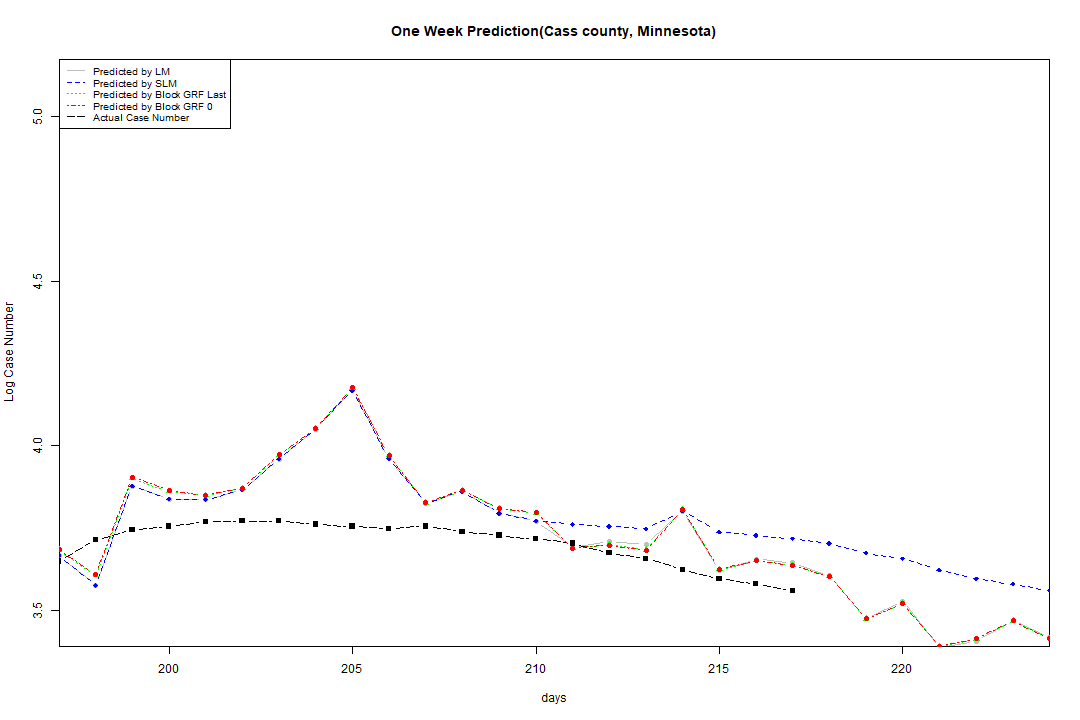 One Week Prediction(Cass county, Minnesota)
Predicted by LM
Predicted by SLM
Predicted by Block GRF Last
Predicted by Block GRF 0
Actual Case Number
5.0
4.5
4.0
3.5
Log Case Number
200 205 210 215 220
days